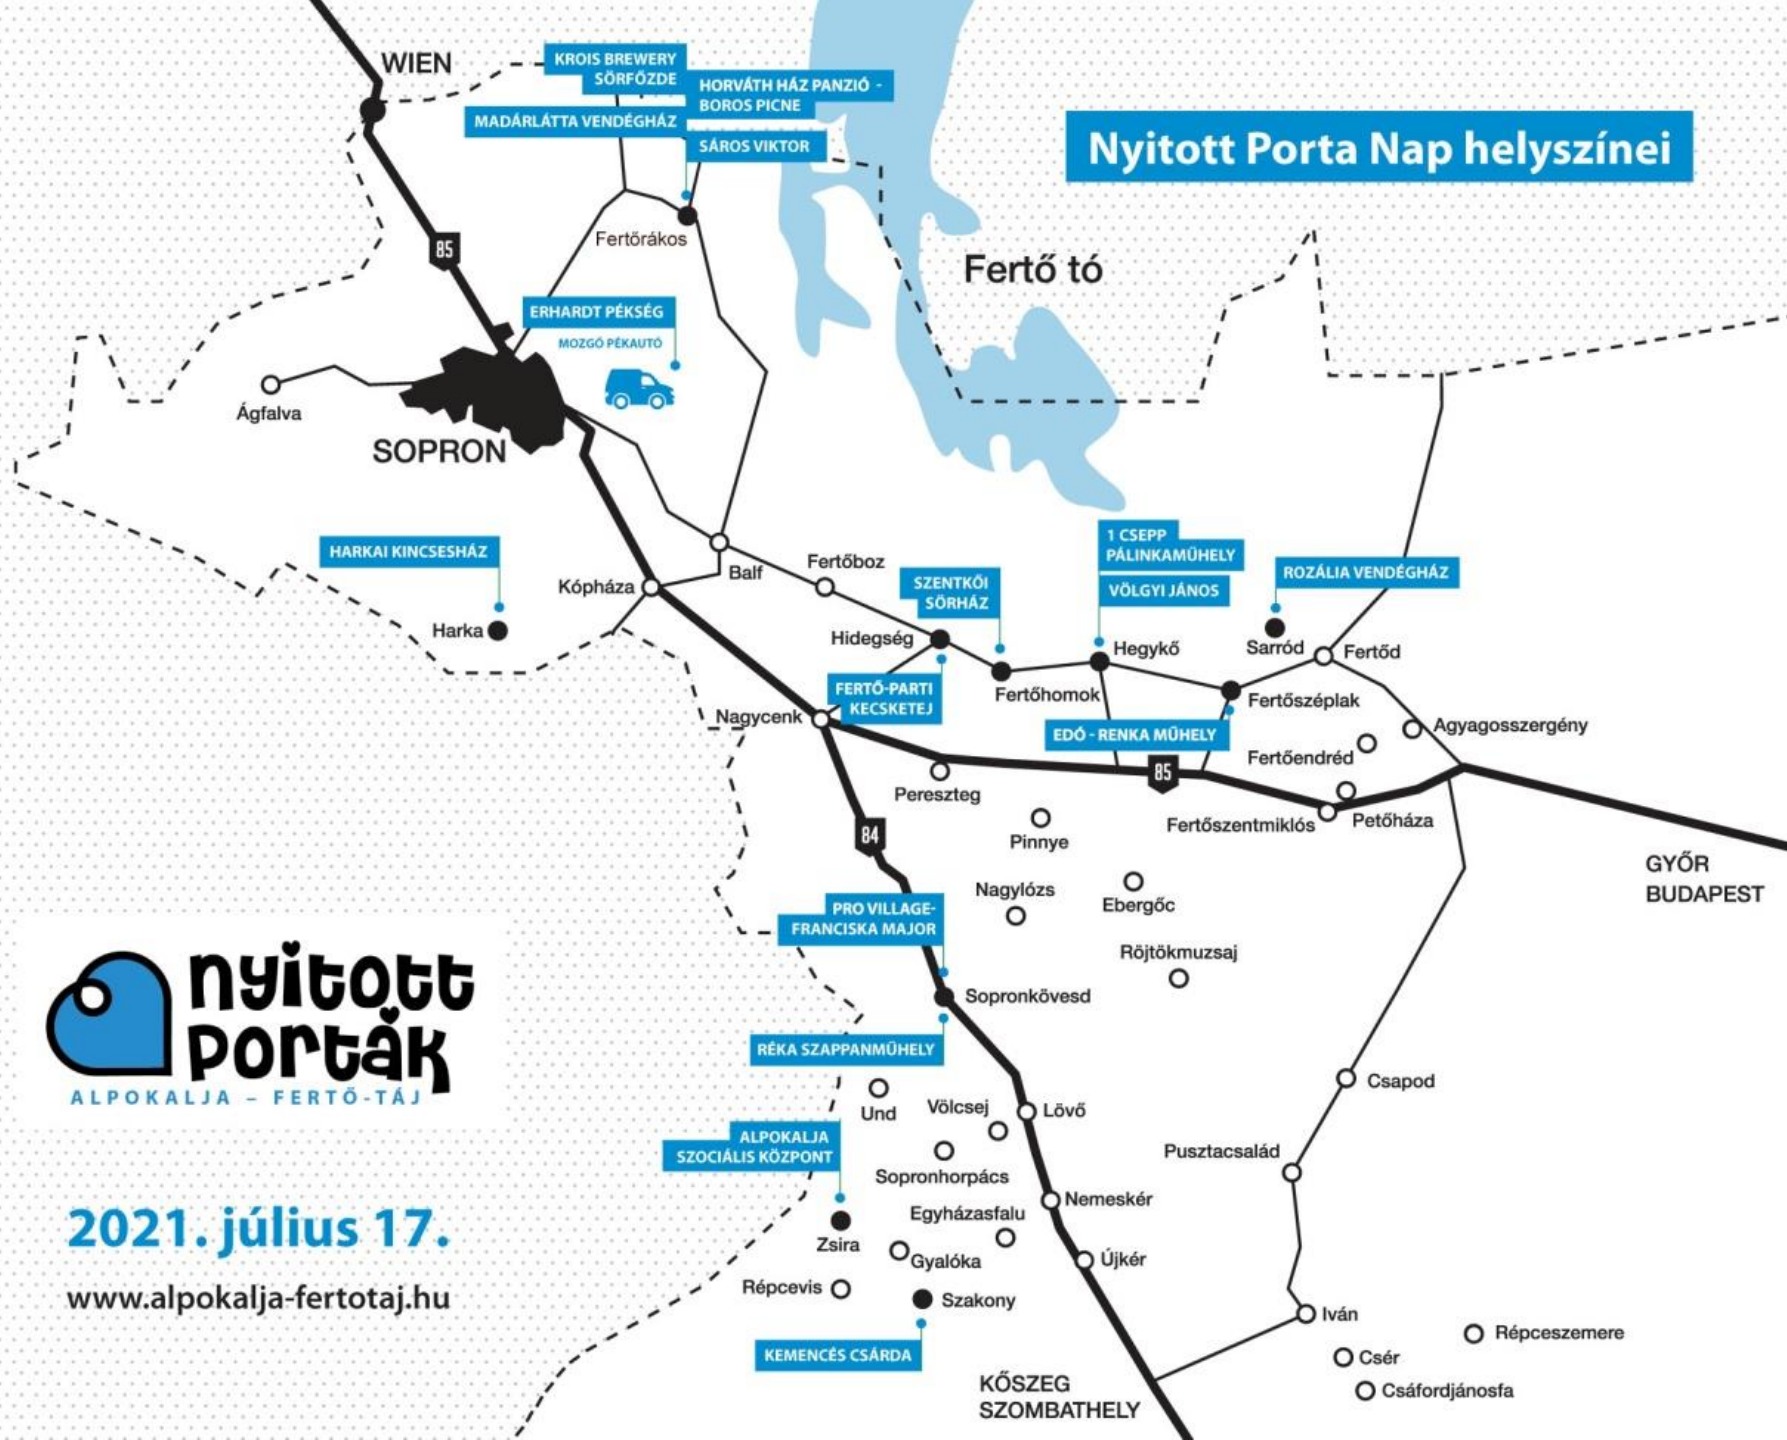 WIEN
KROIS BREWERY
SÖRFŐZDE
HORVÁTH HÁZ PANZIÓ -
BOROS PICNE
MADÁRLÁTTA VENDÉGHÁZ
SÁROS VIKTOR
Nyitott Porta Nap helyszínei
85
Fertőrákos
Fertő tó
ERHARDT PÉKSÉG
MOZGÓ PÉKAUTÓ
Ágfalva
SOPRON
HARKAI KINCSESHÁZ
Harka
Kópháza
Balf
Fertőboz
SZENTKŐI
SÖRHÁZ
1 CSEPP
PÁLINKAMŰHELY
VÖLGYI JÁNOS
ROZÁLIA VENDÉGHÁZ
Hidegség
Hegykő
Sarród
Fertőd
FERTŐ-PARTI
KECSKETEJ
Fertőhomok
Fertőszéplak
Nagycenk
EDÓ - RENKA MŰHELY
Agyagosszergény
Fertőendréd
85
Pereszteg
Pinnye
Fertőszentmiklós
Petőháza
84
GYŐR
BUDAPEST
Nagylózs
Ebergőc
PRO VILLAGE-
FRANCISKA MAJOR
Röjtökmuzsaj
Sopronkövesd
nyitott
porták
ALPOKALJA – FERTŐ-TÁJ
RÉKA SZAPPANMŰHELY
Und
Völcsej
Lövő
Csapod
ALPOKALJA
SZOCIÁLIS KÖZPONT
Sopronhorpács
Pusztacsalád
Nemeskér
2021. július 17.
Egyházasfalu
Zsira
Gyalóka
Újkér
www.alpokalja-fertotaj.hu
Répcevis
Szakony
Iván
Répceszemere
KEMENCÉS CSÁRDA
Csér
KŐSZEG
SZOMBATHELY
Csáfordjánosfa